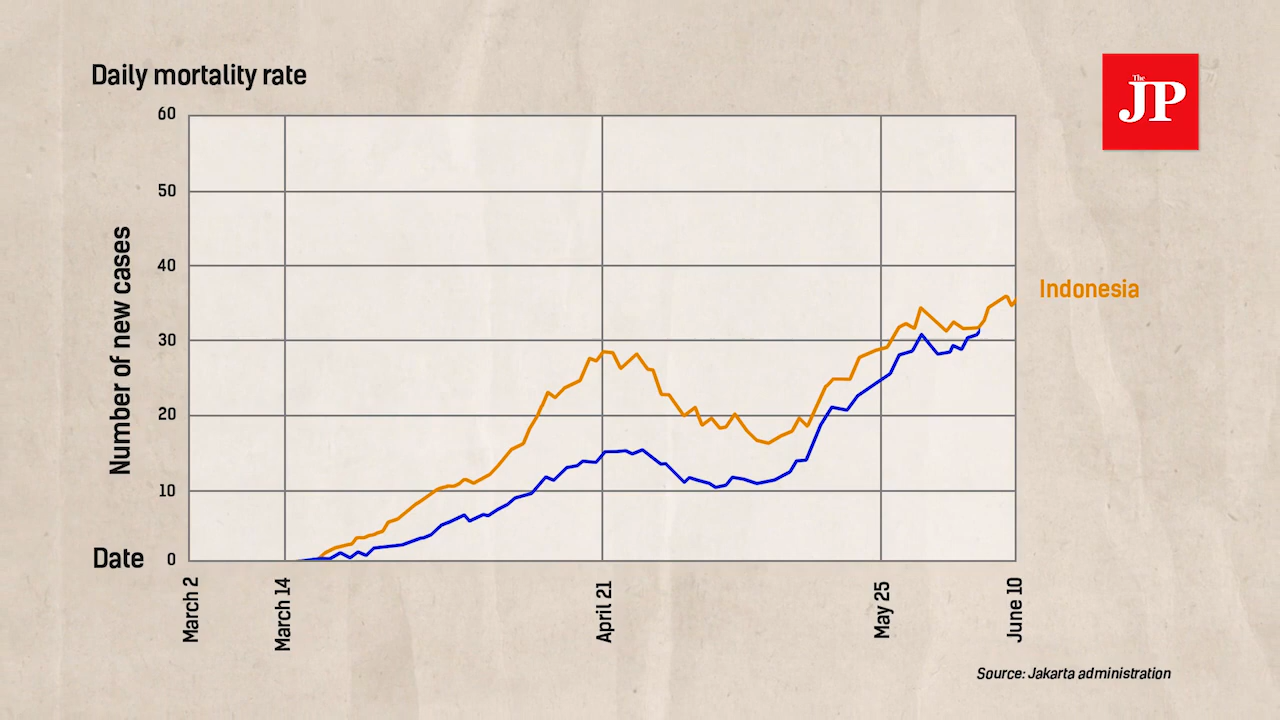 Daily mortality rate
The
JP
60
50
40
30
20
10
0
Number of new cases
Indonesia
Date
March 2
March 14
April 21
May 25
June 10
Source: Jakarta administration